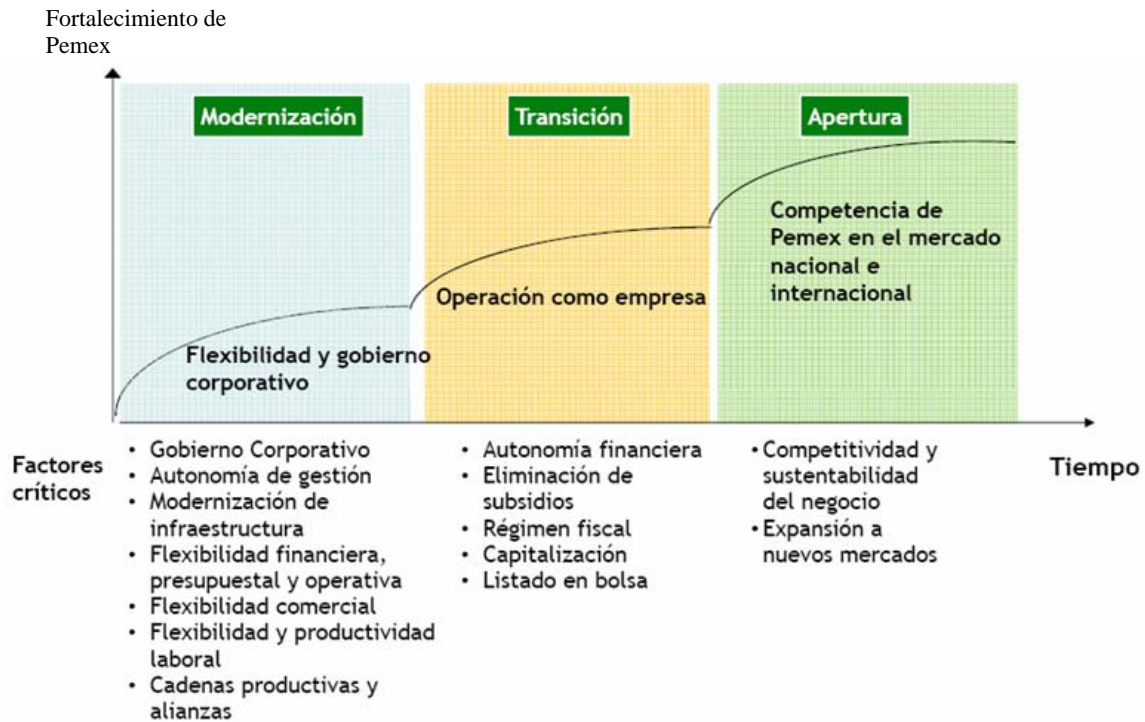 Fortalecimiento de
Pemex
Modernización
Transición
Apertura
Flexibilidad y gobierno
corporativo
Operación como empresa
Competencia de
Pemex en el mercado
nacional e
internacional
Factores
críticos
• Gobierno Corporativo
• Autonomía de gestión
• Modernización de
infraestructura
• Flexibilidad financiera,
presupuestal y operativa
• Flexibilidad comercial
• Flexibilidad y productividad
laboral
• Cadenas productivas y
alianzas
• Autonomía financiera
• Eliminación de
subsidios
• Régimen fiscal
• Capitalización
• Listado en bolsa
• Competitividad y
sustentabilidad
del negocio
• Expansión a
nuevos mercados
Tiempo